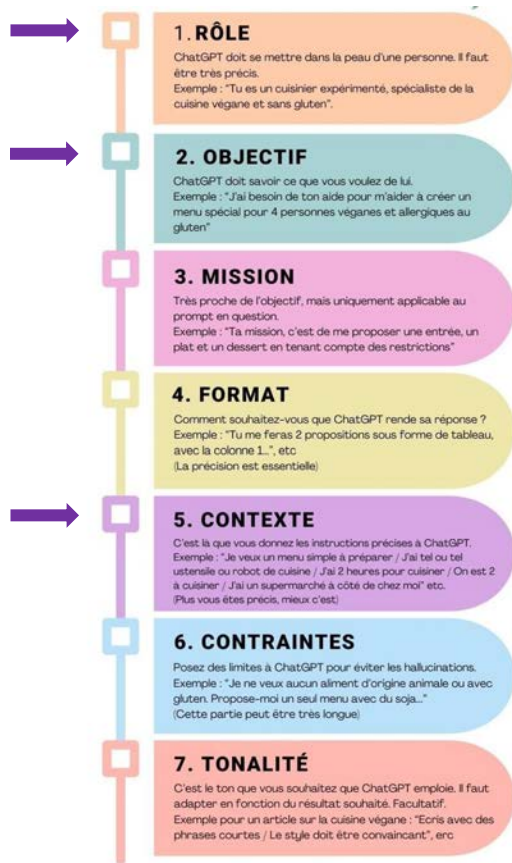 1. RÔLE
ChatGPT doit se mettre dans la peau d'une personne. Il faut
être très précis.
Exemple : "Tu es un cuisinier expérimenté, spécialiste de la
cuisine végane et sans gluten".
2. OBJECTIF
ChatGPT doit savoir ce que vous voulez de lui.
Exemple : "J'ai besoin de ton aide pour m'aider à créer un
menu spécial pour 4 personnes véganes et allergiques au
gluten"
3. MISSION
Très proche de l'objectif, mais uniquement applicable au
prompt en question.
Exemple : "Ta mission, c'est de me proposer une entrée, un
plat et un dessert en tenant compte des restrictions"
4. FORMAT
Comment souhaitez-vous que ChatGPT rende sa réponse ?
Exemple : "Tu me feras 2 propositions sous forme de tableau,
avec la colonne 1...", etc
(La précision est essentielle)
5. CONTEXTE
C'est là que vous donnez les instructions précises à ChatGPT.
Exemple : "Je veux un menu simple à préparer / J'ai tel ou tel
ustensile ou robot de cuisine / J'ai 2 heures pour cuisiner / On est 2
à cuisiner / J'ai un supermarché à côté de chez moi" etc.
(Plus vous êtes précis, mieux c'est)
6. CONTRAINTES
Posez des limites à ChatGPT pour éviter les hallucinations.
Exemple : "Je ne veux aucun aliment d'origine animale ou avec
gluten. Propose-moi un seul menu avec du soja..."
(Cette partie peut être très longue)
7. TONALITÉ
C'est le ton que vous souhaitez que ChatGPT emploie. Il faut
adapter en fonction du résultat souhaité. Facultatif.
Exemple pour un article sur la cuisine végane : "Ecris avec des
phrases courtes / Le style doit être convaincant", erc